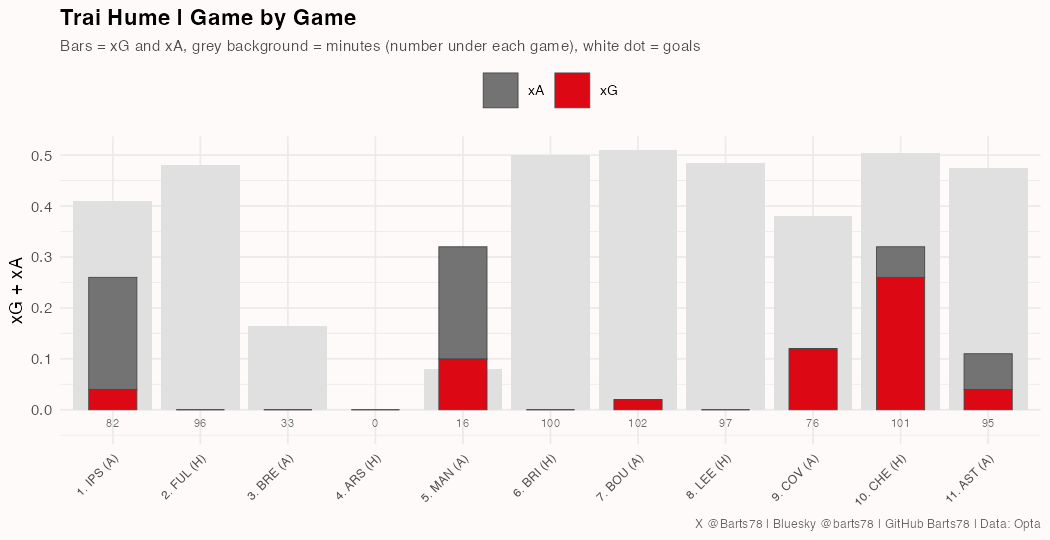 Trai Hume | Game by Game
Bars = xG and xA, grey background = minutes (number under each game), white dot = goals
xA xG
xG + xA
0.5
0.4
0.3
0.2
0.1
0.0
82 96 33 0 16 100 102 97 76 101 95
1. IPS (A) 2. FUL (H) 3. BRE (A) 4. ARS (H) 5. MAN (A) 6. BRI (H) 7. BOU (A) 8. LEE (H) 9. COV (A) 10. CHE (H) 11. AST (A)
X @Barts78 | Bluesky @barts78 | GitHub Barts78 | Data: Opta